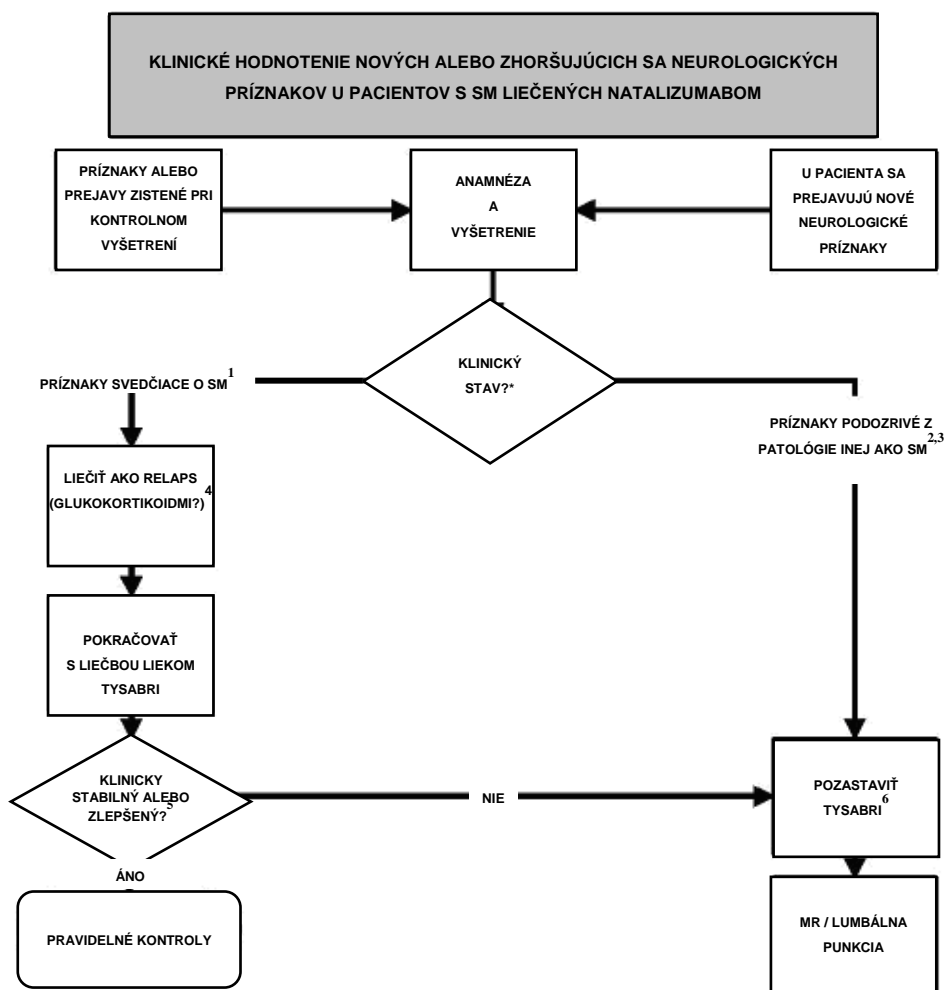 KLINICKÉ HODNOTENIE NOVÝCH ALEBO ZHORŠUJÚCICH SA NEUROLOGICKÝCH
PRÍZNAKOV U PACIENTOV S SM LIEČENÝCH NATALIZUMABOM
PRÍZNAKY ALEBO
PREJAVY ZISTENÉ PRI
KONTROLNOM
VYŠETRENÍ
ANAMNÉZA
A
VYŠETRENIE
U PACIENTA SA
PREJAVUJÚ NOVÉ
NEUROLOGICKÉ
PRÍZNAKY
KLINICKÝ
STAV?*
PRÍZNAKY SVEDČIACE O SM1
PRÍZNAKY PODOZRIVÉ Z
PATOLÓGIE INEJ AKO SM2,3
LIEČIŤ AKO RELAPS
(GLUKOKORTIKOIDMI?)4
POKRAČOVAŤ
S LIEČBOU LIEKOM
TYSABRI
KLINICKY
STABILNÝ ALEBO
ZLEPŠENÝ?5
NIE
POZASTAVIŤ
TYSABRI6
ÁNO
PRAVIDELNÉ KONTROLY
MR / LUMBÁLNA
PUNKCIA